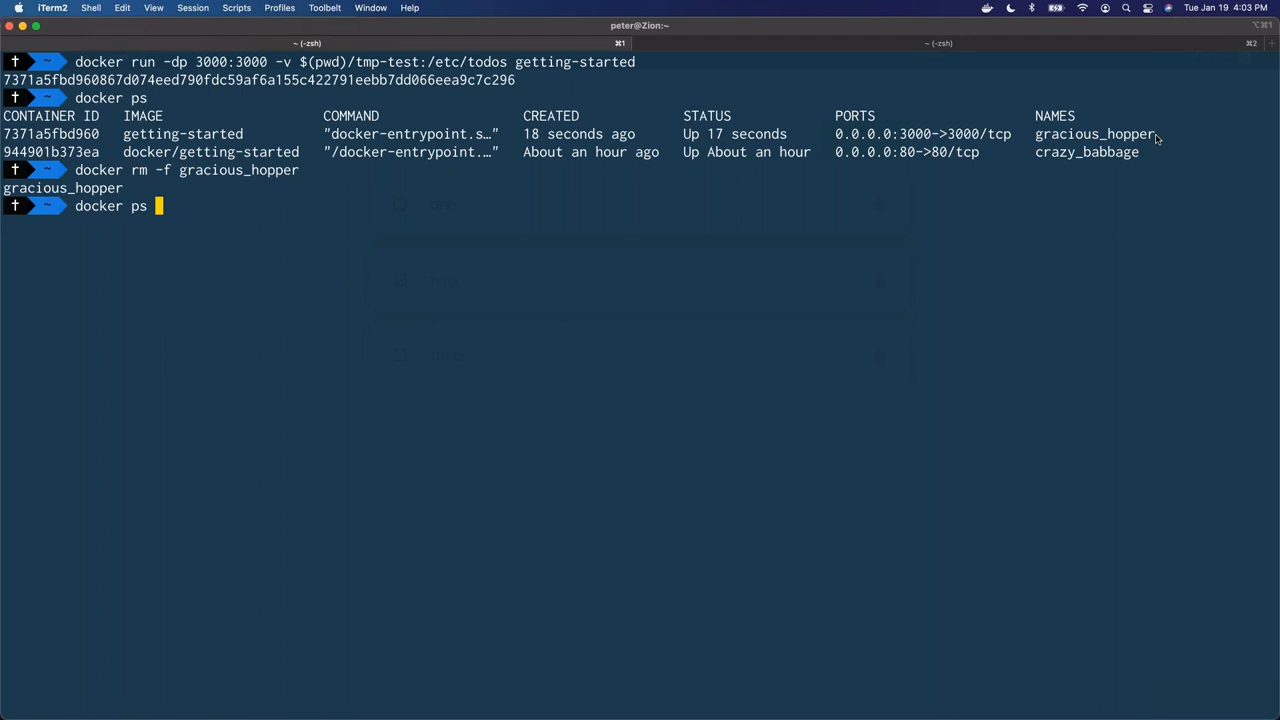 iTerm2 Shell Edit View Session Scripts Profiles Toolbelt Window Help Tue Jan 19 4:03 PM
peter@Zion:~ ⌥⌘1
~ (-zsh) ⌘1 ~ (-zsh) ⌘2
† ~ docker run -dp 3000:3000 -v $(pwd)/tmp-test:/etc/todos getting-started
7371a5fbd960867d074eed790fdc59af6a155c422791eebb7dd066eea9c7c296
† ~ docker ps
CONTAINER ID IMAGE COMMAND CREATED STATUS PORTS NAMES
7371a5fbd960 getting-started "docker-entrypoint.s…" 18 seconds ago Up 17 seconds 0.0.0.0:3000->3000/tcp gracious_hopper
944901b373ea docker/getting-started "/docker-entrypoint.…" About an hour ago Up About an hour 0.0.0.0:80->80/tcp crazy_babbage
† ~ docker rm -f gracious_hopper
gracious_hopper
† ~ docker ps